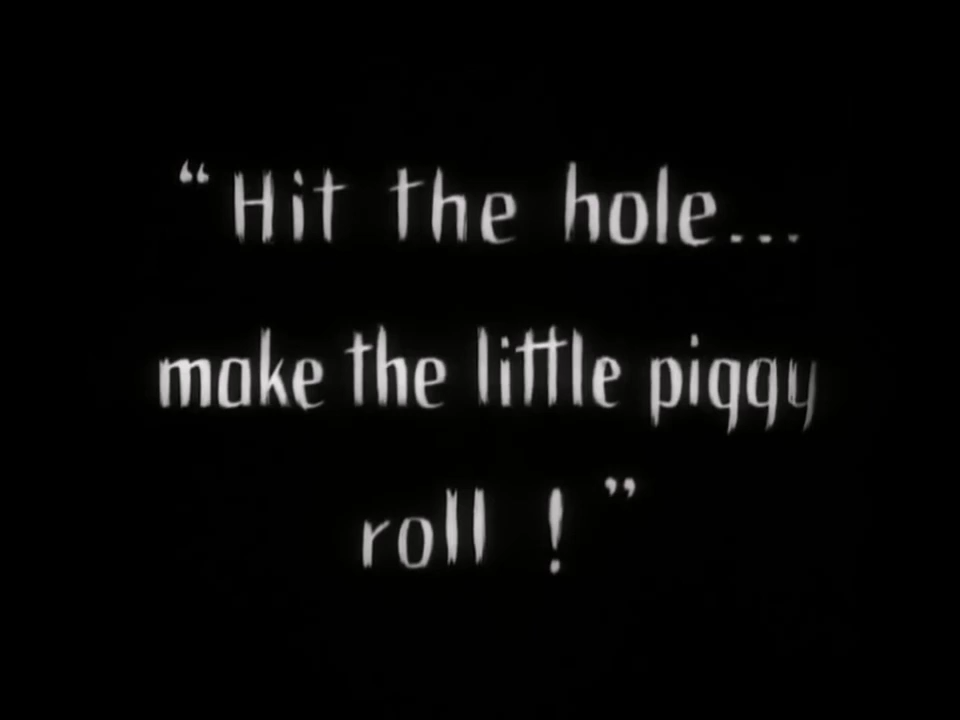 “Hit the hole...
make the little piggy
roll !”